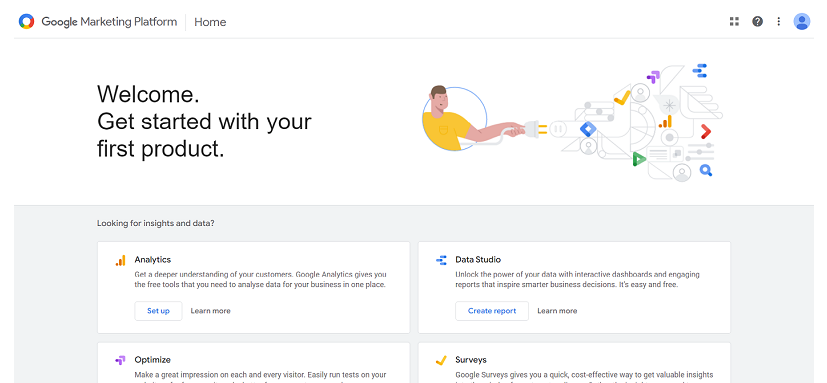 Google Marketing Platform
Home
Welcome.
Get started with your
first product.
Looking for insights and data?
Analytics
Get a deeper understanding of your customers. Google Analytics gives you
the free tools that you need to analyse data for your business in one place.
Set up
Learn more
Data Studio
Unlock the power of your data with interactive dashboards and engaging
reports that inspire smarter business decisions. It's easy and free.
Create report
Learn more
Optimize
Make a great impression on each and every visitor. Easily run tests on your
Surveys
Google Surveys gives you a quick, cost-effective way to get valuable insights